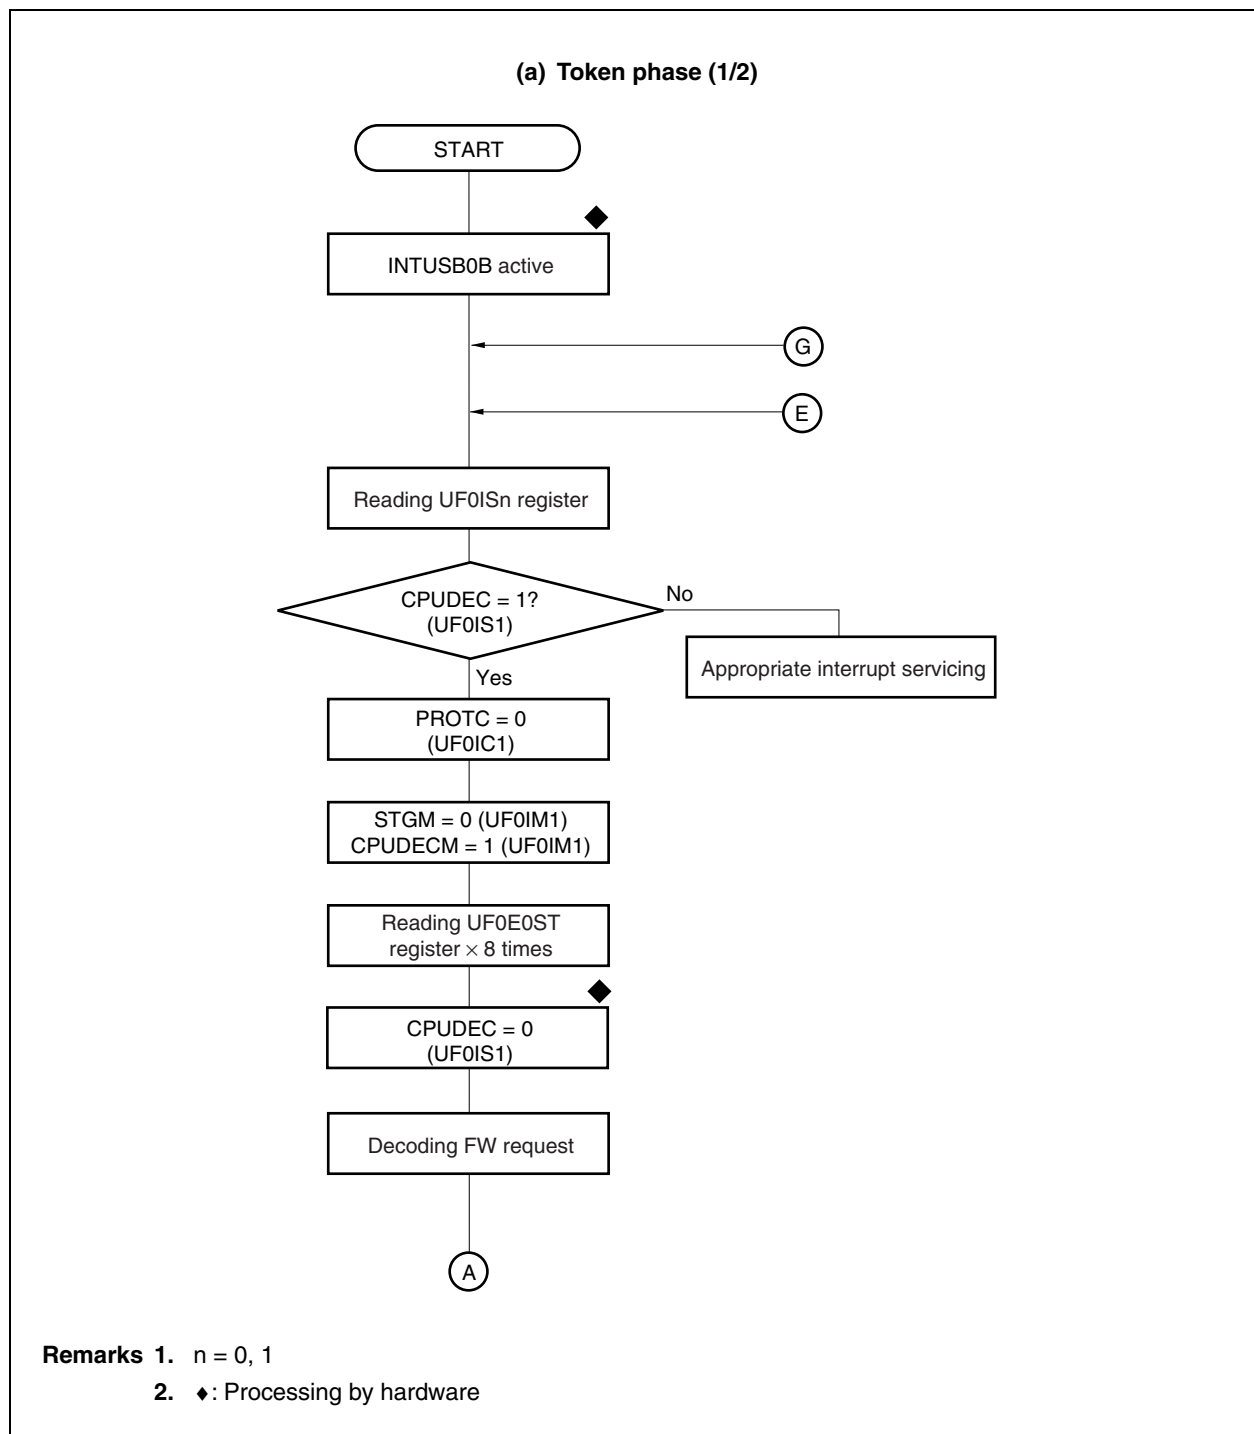 (a) Token phase (1/2)
START
INTUSB0B active
G
E
Reading UF0ISn register
CPUDEC = 1?
(UF0IS1)
No
Appropriate interrupt servicing
Yes
PROTC = 0
(UF0IC1)
STGM = 0 (UF0IM1)
CPUDECM = 1 (UF0IM1)
Reading UF0E0ST
register × 8 times
CPUDEC = 0
(UF0IS1)
Decoding FW request
A
Remarks 1. n = 0, 1
2. ♦: Processing by hardware